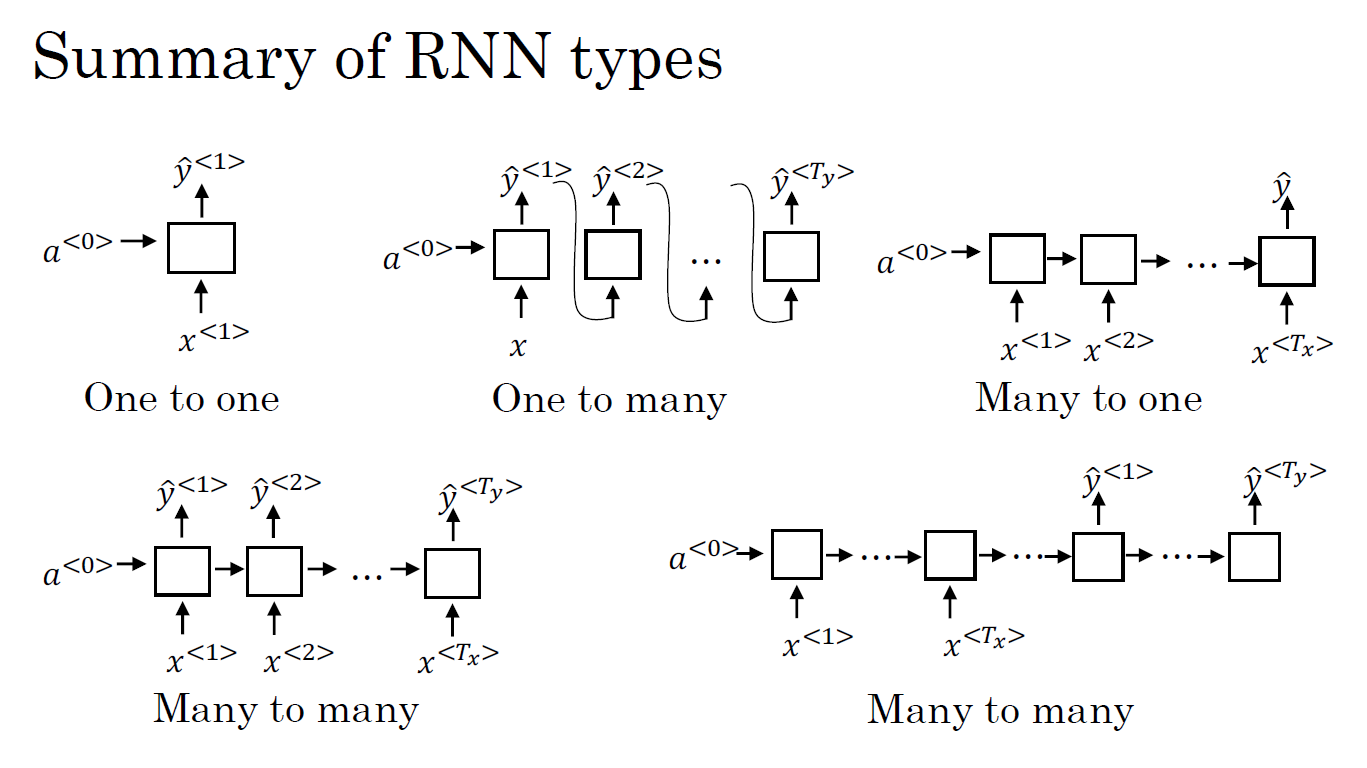 Summary of RNN types
ŷ<1>
a<0>
x<1>
One to one
ŷ<1> ŷ<2> ŷ<Ty>
a<0> ...
x
One to many
ŷ
a<0> ...
x<1> x<2> x<Tx>
Many to one
ŷ<1> ŷ<2> ŷ<Ty>
a<0> ...
x<1> x<2> x<Tx>
Many to many
ŷ<1> ŷ<Ty>
a<0> ... ... ...
x<1> x<Tx>
Many to many